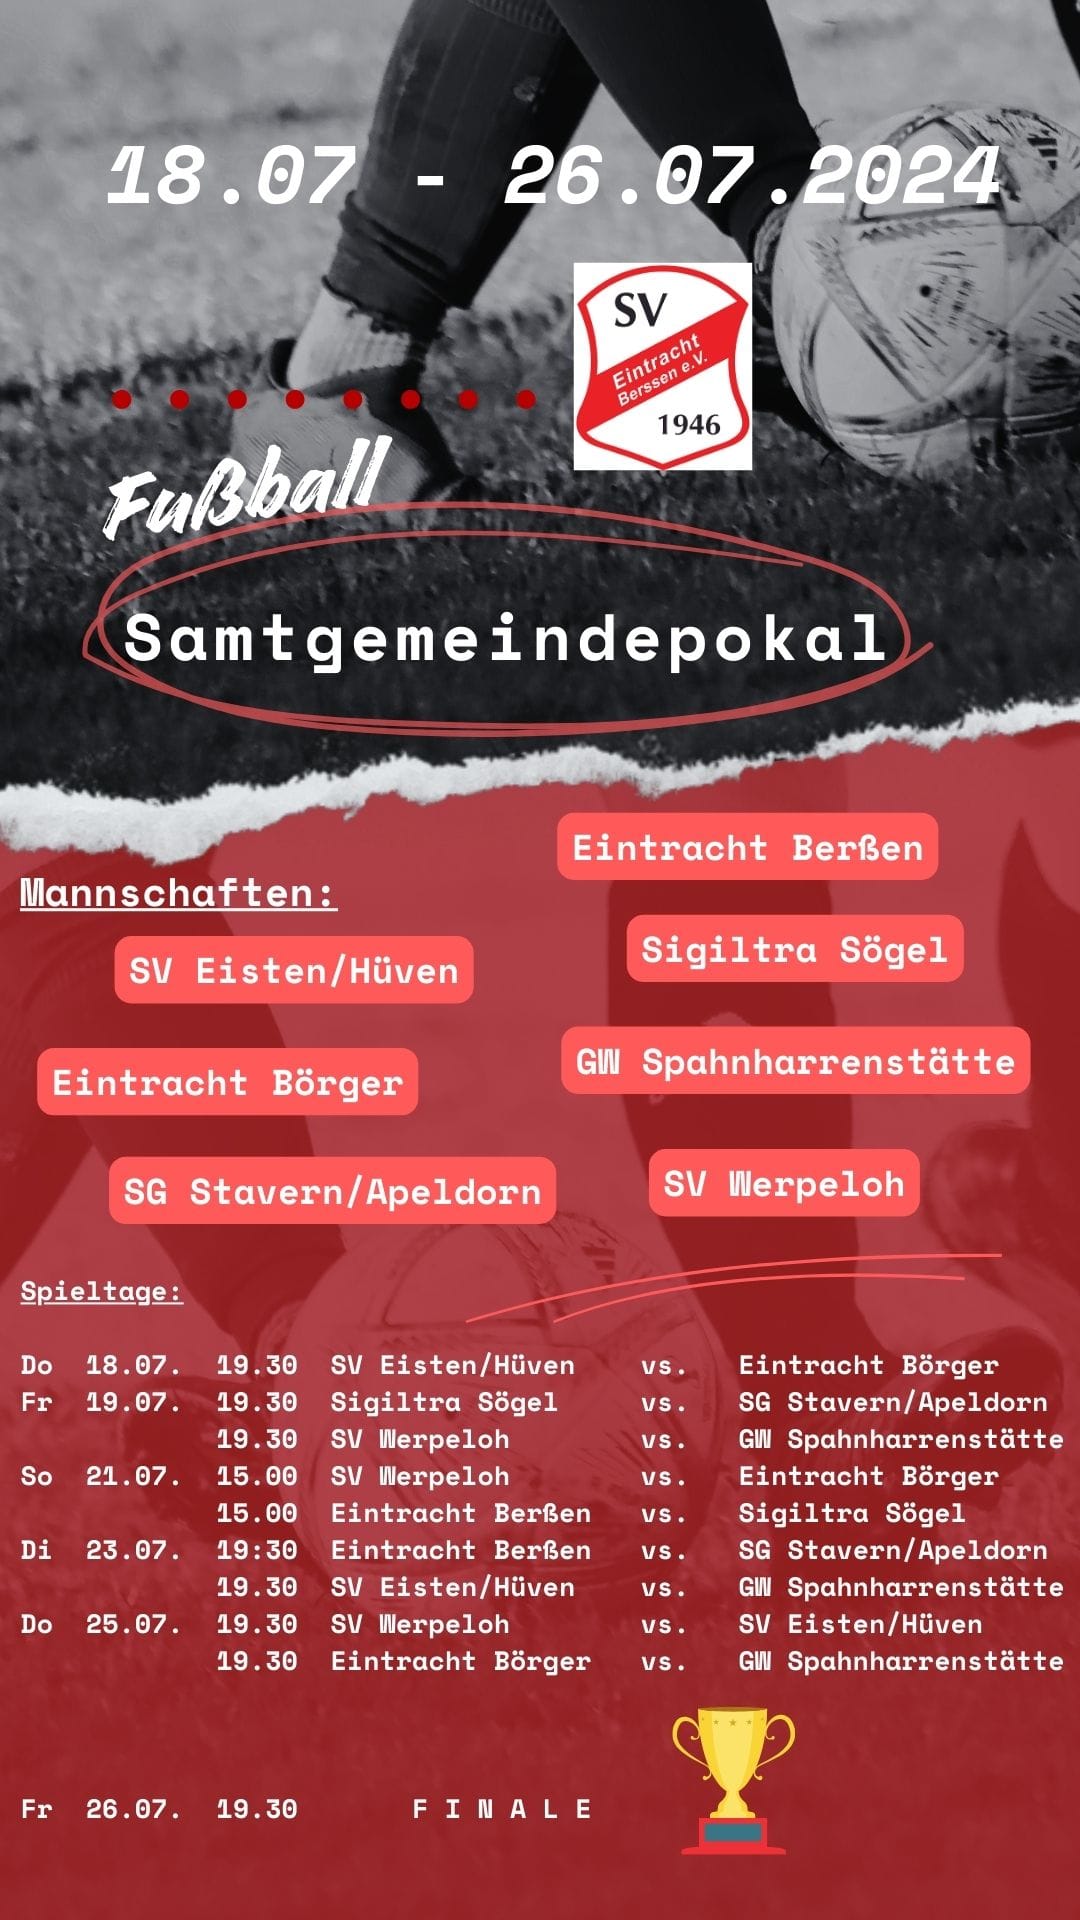 18.07 - 26.07.2024
SV
Eintracht
Berssen e.V.
1946
Fußball
Samtgemeindepokal
Mannschaften:
Eintracht Berßen
SV Eisten/Hüven
Sigiltra Sögel
Eintracht Börger
GW Spahnharrenstätte
SG Stavern/Apeldorn
SV Werpeloh
Spieltage:
Do 18.07. 19.30 SV Eisten/Hüven vs. Eintracht Börger
Fr 19.07. 19.30 Sigiltra Sögel vs. SG Stavern/Apeldorn
19.30 SV Werpeloh vs. GW Spahnharrenstätte
So 21.07. 15.00 SV Werpeloh vs. Eintracht Börger
15.00 Eintracht Berßen vs. Sigiltra Sögel
Di 23.07. 19:30 Eintracht Berßen vs. SG Stavern/Apeldorn
19.30 SV Eisten/Hüven vs. GW Spahnharrenstätte
Do 25.07. 19.30 SV Werpeloh vs. SV Eisten/Hüven
19.30 Eintracht Börger vs. GW Spahnharrenstätte
Fr 26.07. 19.30 F I N A L E